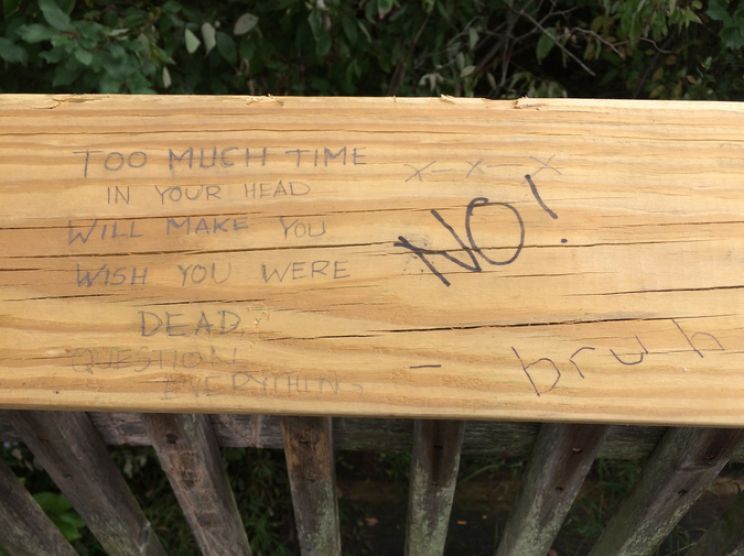 TOO MUCH TIME
IN YOUR HEAD
WILL MAKE YOU
WISH YOU WERE
DEAD
QUESTION
EVERYTHING
x-x-x
NO!
- bruh